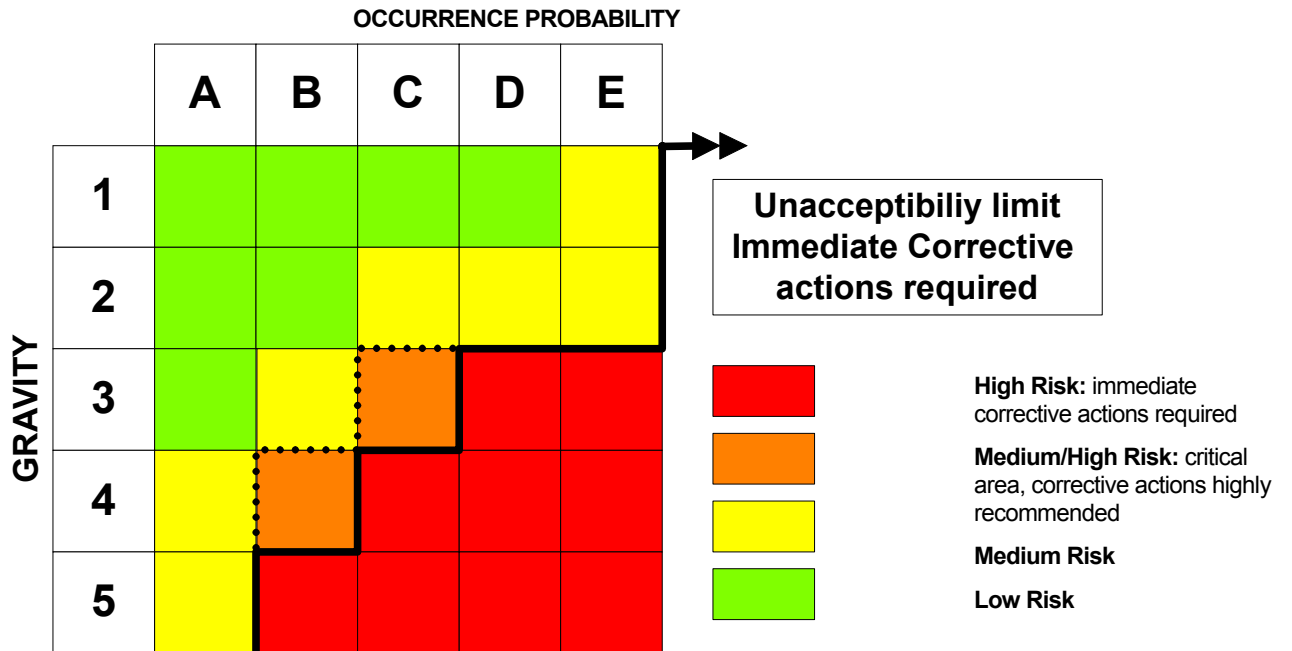 OCCURRENCE PROBABILITY
A B C D E
1
2
3
4
5
GRAVITY
Unacceptibiliy limit
Immediate Corrective
actions required
High Risk: immediate
corrective actions required
Medium/High Risk: critical
area, corrective actions highly
recommended
Medium Risk
Low Risk